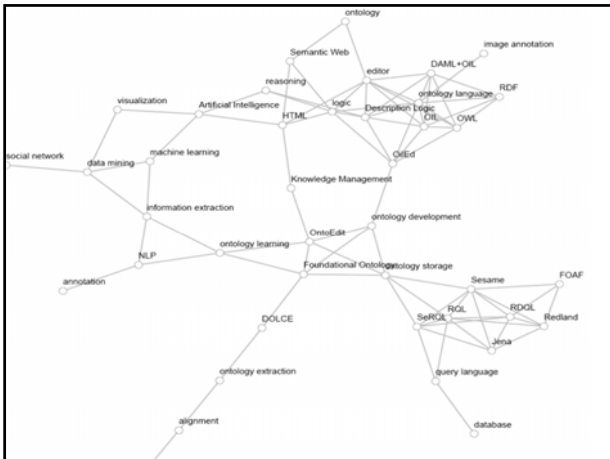 ontology
Semantic Web
image annotation
editor
DAML+OIL
reasoning
ontology language
RDF
visualization
Artificial Intelligence
logic
Description Logic
HTML
OIL
OWL
social network
data mining
machine learning
OilEd
Knowledge Management
information extraction
ontology development
OntoEdit
ontology learning
NLP
Foundational Ontology
ontology storage
annotation
Sesame
FOAF
DOLCE
SeRQL
RQL
RDQL
Redland
Jena
ontology extraction
query language
alignment
database